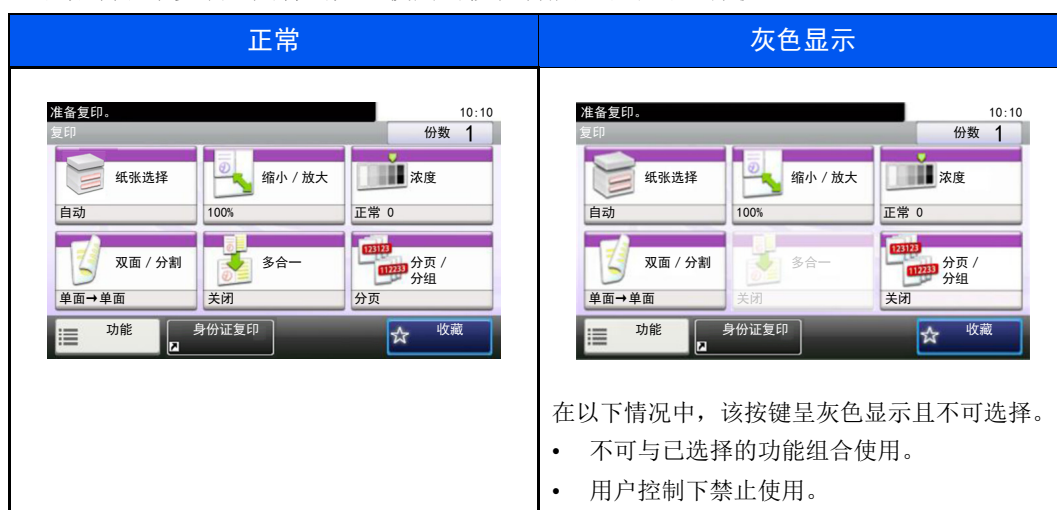 正常
灰色显示
准备复印。
10:10
复印
份数 1
纸张选择
缩小 / 放大
浓度
自动
100%
正常 0
123123
双面 / 分割
多合一
112233
分页 /
分组
单面→单面
关闭
分页
功能
身份证复印
收藏
准备复印。
10:10
复印
份数 1
纸张选择
缩小 / 放大
浓度
自动
100%
正常 0
123123
双面 / 分割
多合一
112233
分页 /
分组
单面→单面
关闭
关闭
功能
身份证复印
收藏
在以下情况中，该按键呈灰色显示且不可选择。
• 不可与已选择的功能组合使用。
• 用户控制下禁止使用。